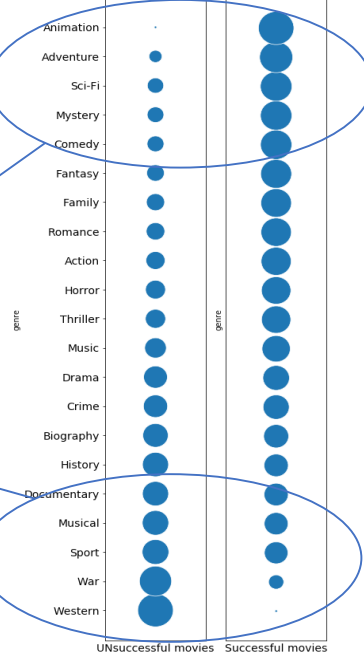 Animation
Adventure
Sci-Fi
Mystery
Comedy
Fantasy
Family
Romance
Action
Horror
genre
genre
Thriller
Music
Drama
Crime
Biography
History
Documentary
Musical
Sport
War
Western
UNsuccessful movies
Successful movies